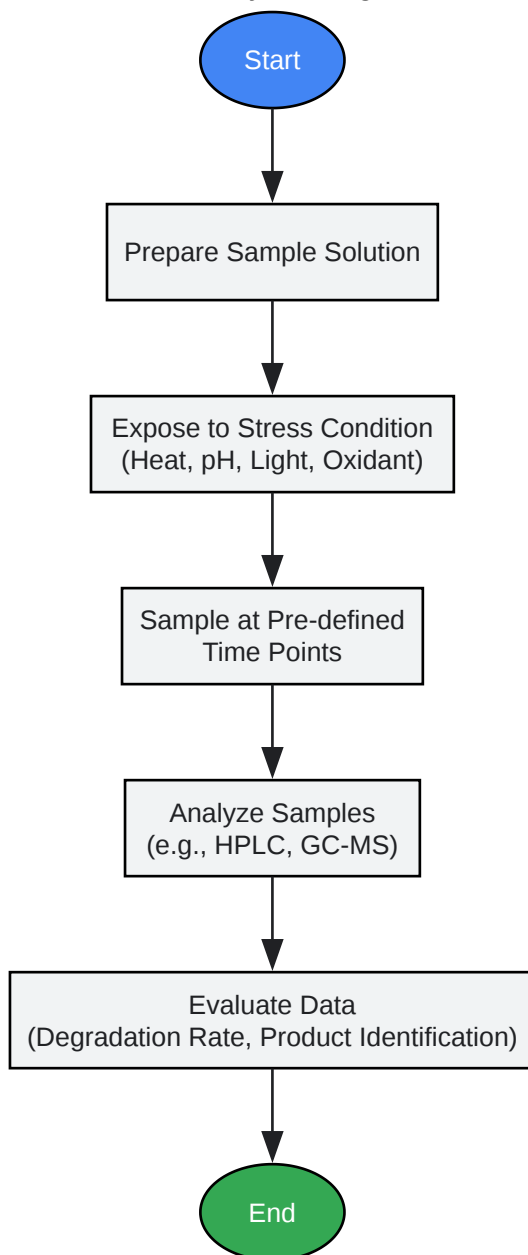 Start
Prepare Sample Solution
Expose to Stress Condition
(Heat, pH, Light, Oxidant)
Sample at Pre-defined
Time Points
Analyze Samples
(e.g., HPLC, GC-MS)
Evaluate Data
(Degradation Rate, Product Identification)
End